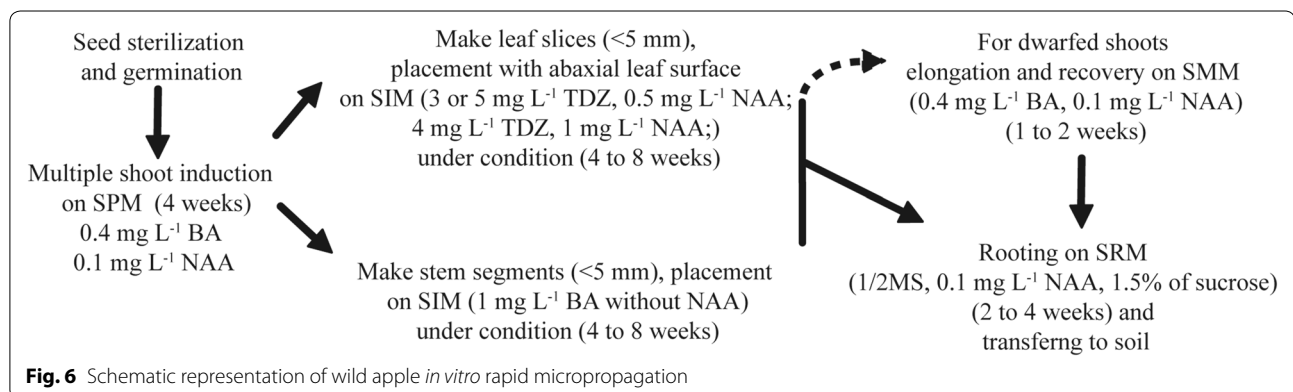 Seed sterilization
and germination
Multiple shoot induction
on SPM (4 weeks)
0.4 mg L⁻¹ BA
0.1 mg L⁻¹ NAA
Make leaf slices (<5 mm),
placement with abaxial leaf surface
on SIM (3 or 5 mg L⁻¹ TDZ, 0.5 mg L⁻¹ NAA;
4 mg L⁻¹ TDZ, 1 mg L⁻¹ NAA;)
under condition (4 to 8 weeks)
Make stem segments (<5 mm), placement
on SIM (1 mg L⁻¹ BA without NAA)
under condition (4 to 8 weeks)
For dwarfed shoots
elongation and recovery on SMM
(0.4 mg L⁻¹ BA, 0.1 mg L⁻¹ NAA)
(1 to 2 weeks)
Rooting on SRM
(1/2MS, 0.1 mg L⁻¹ NAA, 1.5% of sucrose)
(2 to 4 weeks) and
transferng to soil
Fig. 6 Schematic representation of wild apple in vitro rapid micropropagation